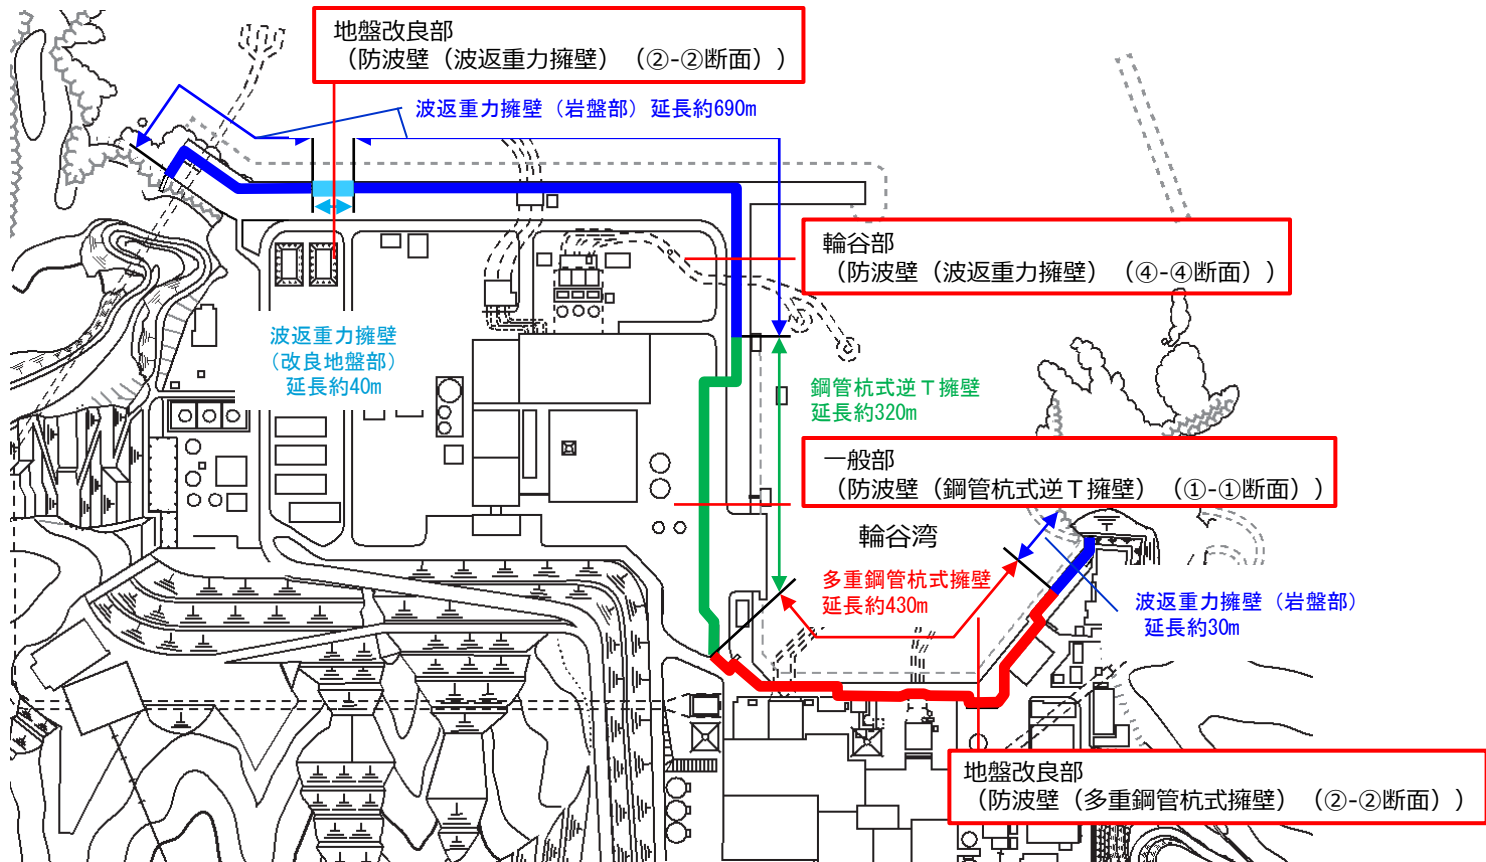 地盤改良部
（防波壁（波返重力擁壁）（②-②断面））
波返重力擁壁（岩盤部）延長約690m
輪谷部
（防波壁（波返重力擁壁）（④-④断面））
波返重力擁壁
（改良地盤部）
延長約40m
鋼管杭式逆Ｔ擁壁
延長約320m
一般部
（防波壁（鋼管杭式逆Ｔ擁壁）（①-①断面））
輪谷湾
多重鋼管杭式擁壁
延長約430m
波返重力擁壁（岩盤部）
延長約30m
地盤改良部
（防波壁（多重鋼管杭式擁壁）（②-②断面））